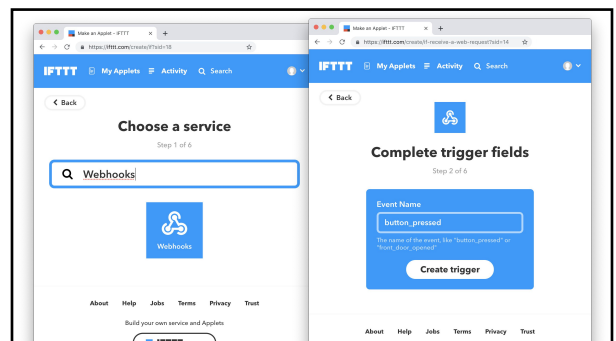 Make an Applet - IFTTT
https://ifttt.com/create/if?sid=18
IFTTT My Applets Activity Search
Back
Choose a service
Step 1 of 6
Webhooks
Webhooks
About Help Jobs Terms Privacy Trust
Build your own service and Applets
Make an Applet - IFTTT
https://ifttt.com/create/if-receive-a-web-request?sid=14
IFTTT My Applets Activity Search
Back
Complete trigger fields
Step 2 of 6
Event Name
button_pressed
The name of the event, like "button_pressed" or
"front_door_opened"
Create trigger
About Help Jobs Terms Privacy Trust